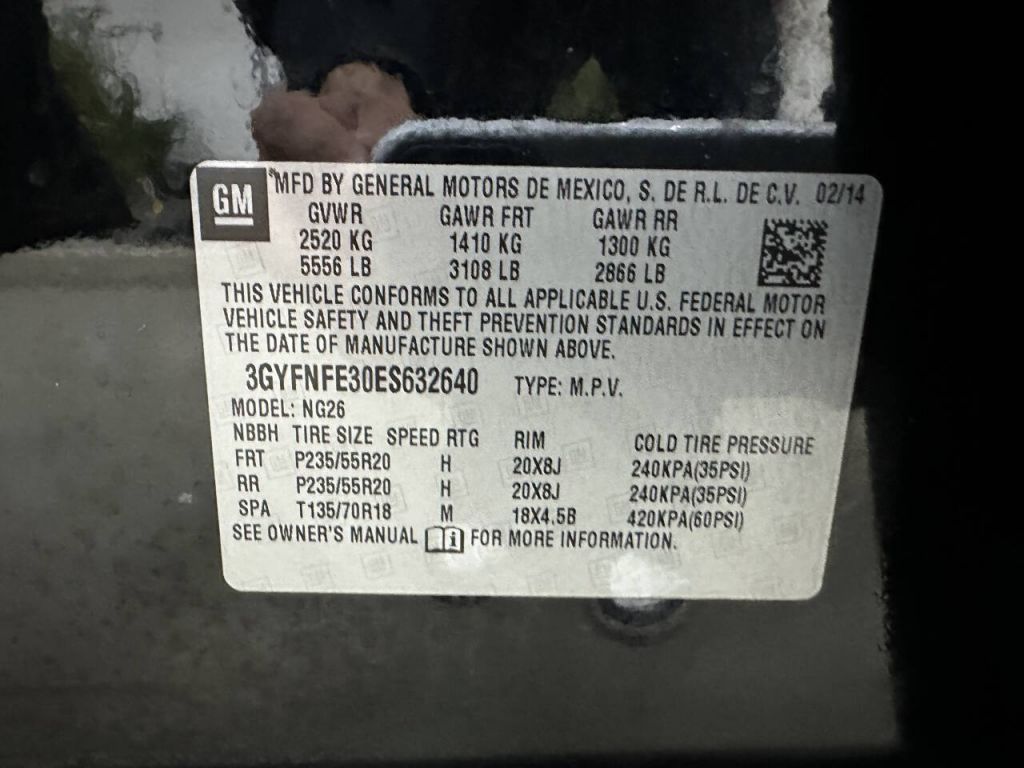 GM
MFD BY GENERAL MOTORS DE MEXICO, S. DE R.L. DE C.V. 02/14
GVWR GAWR FRT GAWR RR
2520 KG 1410 KG 1300 KG
5556 LB 3108 LB 2866 LB
THIS VEHICLE CONFORMS TO ALL APPLICABLE U.S. FEDERAL MOTOR
VEHICLE SAFETY AND THEFT PREVENTION STANDARDS IN EFFECT ON
THE DATE OF MANUFACTURE SHOWN ABOVE.
3GYFNFE30ES632640 TYPE: M.P.V.
MODEL: NG26
NBBH TIRE SIZE SPEED RTG RIM COLD TIRE PRESSURE
FRT P235/55R20 H 20X8J 240KPA(35PSI)
RR P235/55R20 H 20X8J 240KPA(35PSI)
SPA T135/70R18 M 18X4.5B 420KPA(60PSI)
SEE OWNER'S MANUAL i FOR MORE INFORMATION.